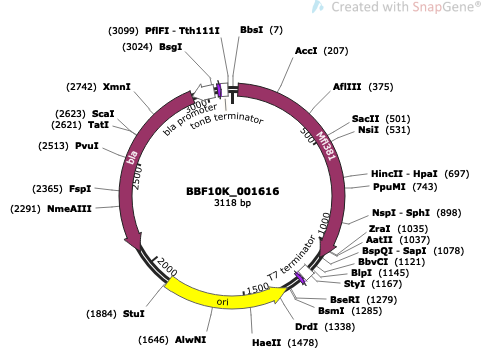 Created with SnapGene®
(3099) PflFI - Tth111I
BbsI (7)
(3024) BsgI
AccI (207)
(2742) XmnI
AflIII (375)
(2623) ScaI
(2621) TatI
SacII (501)
NsiI (531)
(2513) PvuI
HincII - HpaI (697)
PpuMI (743)
(2365) FspI
(2291) NmeAIII
NspI - SphI (898)
ZraI (1035)
AatII (1037)
BspQI - SapI (1078)
BbvCI (1121)
BlpI (1145)
StyI (1167)
BseRI (1279)
BsmI (1285)
DrdI (1338)
HaeII (1478)
(1646) AlwNI
(1884) StuI
bla promoter
tonB terminator
3000
500
Mfl381
bla
2500
BBF10K_001616
3118 bp
1000
T7 terminator
2000
1500
ori